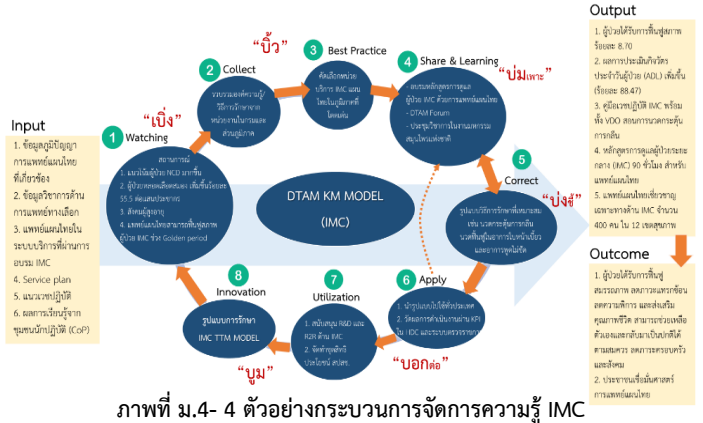 Input
1. ข้อมูลภูมิปัญญา
การแพทย์แผนไทย
ที่เกี่ยวข้อง
2. ข้อมูลวิชาการด้าน
การแพทย์ทางเลือก
3. แพทย์แผนไทยใน
ระบบบริการที่ผ่านการ
อบรม IMC
4. Service plan
5. แนวเวชปฏิบัติ
6. ผลการเรียนรู้จาก
ชุมชนนักปฏิบัติ (CoP)
"เบิ่ง"
1 Watching
สถานการณ์
1. แนวโน้มผู้ป่วย NCD มากขึ้น
2. ผู้ป่วยหลอดเลือดสมอง เพิ่มขึ้นร้อยละ
55.5 ต่อแสนประชากร
3. สังคมผู้สูงอายุ
4. แพทย์แผนไทยสามารถฟื้นฟูสภาพ
ผู้ป่วย IMC ช่วง Golden period
"บิ้ว"
2 Collect
รวบรวมองค์ความรู้/
วิธีการรักษาจาก
หน่วยงานในกรมและ
ส่วนภูมิภาค
3 Best Practice
คัดเลือกหน่วย
บริการ IMC แผน
ไทยในภูมิภาคที่
โดดเด่น
4 Share & Learning
"บ่มเพาะ"
- อบรมหลักสูตรการดูแล
ผู้ป่วย IMC ด้วยการแพทย์แผนไทย
- DTAM Forum
- ประชุมวิชาการในงานมหกรรม
สมุนไพรแห่งชาติ
5
Correct
"บ่งชี้"
รูปแบบวิธีการรักษาที่เหมาะสม
เช่น นวดกระตุ้นการกลืน
นวดฟื้นฟูในอาการใบหน้าเบี้ยว
และอาการพูดไม่ชัด
DTAM KM MODEL
(IMC)
6 Apply
1. นำรูปแบบไปใช้ทั่วประเทศ
2. วัดผลการดำเนินงานผ่าน KPI
ใน HDC และระบบตรวจราชการ
"บอกต่อ"
7
Utilization
1. สนับสนุน R&D และ
R2R ด้าน IMC
2. จัดทำชุดสิทธิ
ประโยชน์ สปสช.
8
Innovation
รูปแบบการรักษา
IMC TTM MODEL
"บูม"
Output
1. ผู้ป่วยได้รับการฟื้นฟูสภาพ
ร้อยละ 8.70
2. ผลการประเมินกิจวัตร
ประจำวันผู้ป่วย (ADL) เพิ่มขึ้น
(ร้อยละ 88.47)
3. คู่มือเวชปฏิบัติ IMC พร้อม
ทั้ง VDO สอนการนวดกระตุ้น
การกลืน
4. หลักสูตรการดูแลผู้ป่วยระยะ
กลาง (IMC) 90 ชั่วโมง สำหรับ
แพทย์แผนไทย
5. แพทย์แผนไทยเชี่ยวชาญ
เฉพาะทางด้าน IMC จำนวน
400 คน ใน 12 เขตสุขภาพ
Outcome
1. ผู้ป่วยได้รับการฟื้นฟู
สมรรถภาพ ลดภาวะแทรกซ้อน
ลดความพิการ และส่งเสริม
คุณภาพชีวิต สามารถช่วยเหลือ
ตัวเองและกลับมาเป็นปกติได้
ตามสมควร ลดภาระครอบครัว
และสังคม
2. ประชาชนเชื่อมั่นศาสตร์
การแพทย์แผนไทย
ภาพที่ ม.4- 4 ตัวอย่างกระบวนการจัดการความรู้ IMC